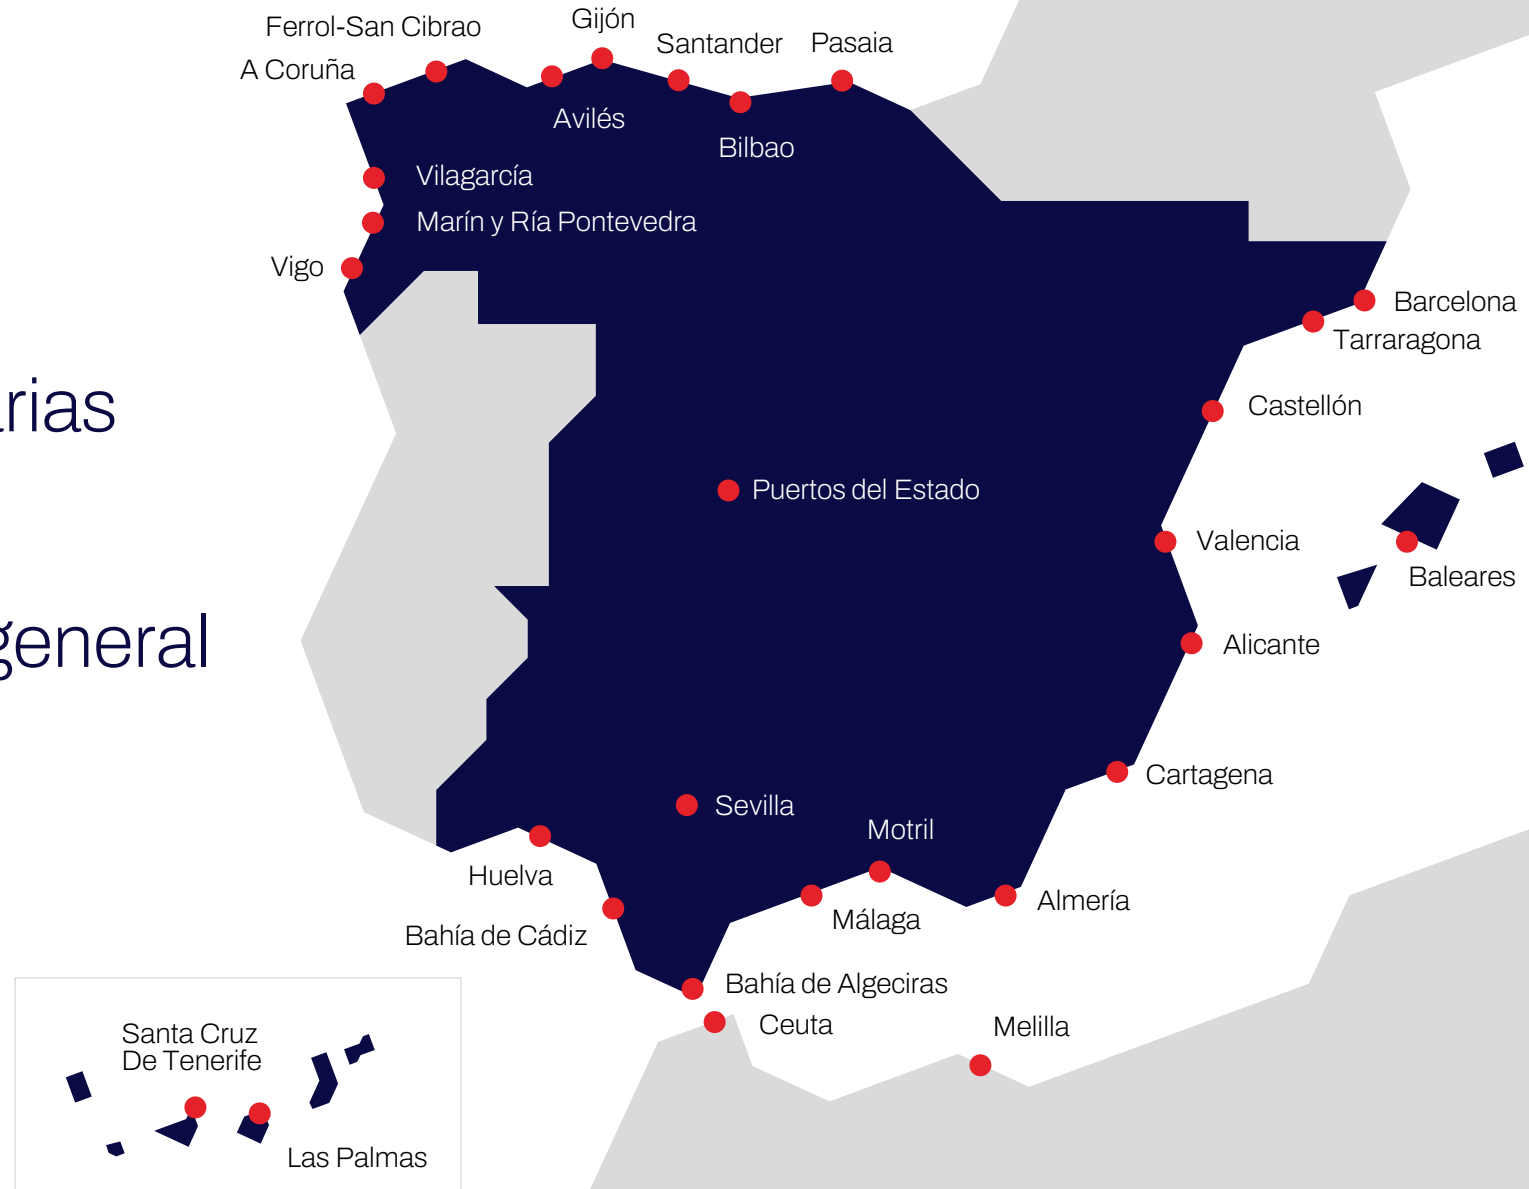 Gijón
Ferrol-San Cibrao
Santander
Pasaia
A Coruña
Avilés
Bilbao
Vilagarcía
Marín y Ría Pontevedra
Vigo
Barcelona
Tarraragona
arias
Castellón
Puertos del Estado
Valencia
Baleares
general
Alicante
Cartagena
Sevilla
Motril
Huelva
Almería
Málaga
Bahía de Cádiz
Bahía de Algeciras
Ceuta
Melilla
Santa Cruz
De Tenerife
Las Palmas